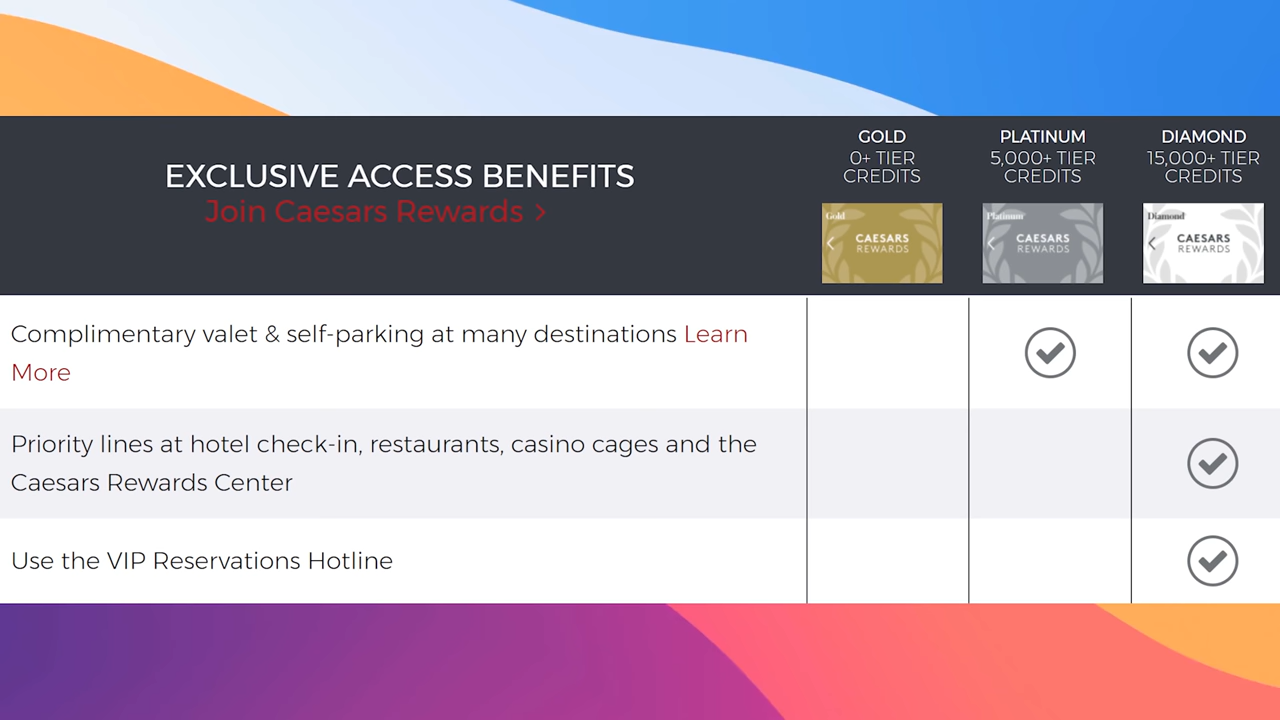 EXCLUSIVE ACCESS BENEFITS
Join Caesars Rewards >
GOLD
0+ TIER
CREDITS
Gold
CAESARS
REWARDS
PLATINUM
5,000+ TIER
CREDITS
Platinum
CAESARS
REWARDS
DIAMOND
15,000+ TIER
CREDITS
Diamond
CAESARS
REWARDS
Complimentary valet & self-parking at many destinations Learn
More
Priority lines at hotel check-in, restaurants, casino cages and the
Caesars Rewards Center
Use the VIP Reservations Hotline